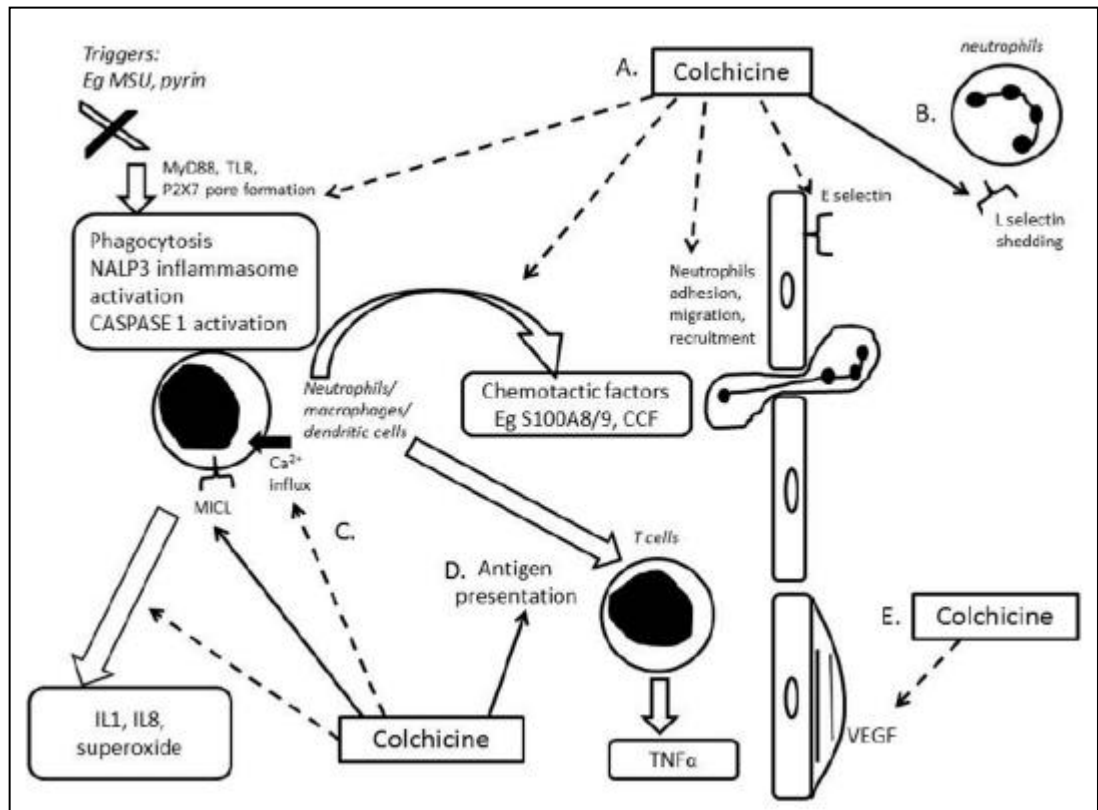 Triggers:
Eg MSU, pyrin
A.
Colchicine
neutrophils
B.
MyD88, TLR,
P2X7 pore formation
E selectin
L selectin
shedding
Phagocytosis
NALP3 inflammasome
activation
CASPASE 1 activation
Neutrophils
adhesion,
migration,
recruitment
Neutrophils/
macrophages/
dendritic cells
Chemotactic factors
Eg S100A8/9, CCF
Ca²⁺
influx
MICL
C.
T cells
D. Antigen
presentation
E.
Colchicine
IL1, IL8,
superoxide
Colchicine
TNFα
VEGF